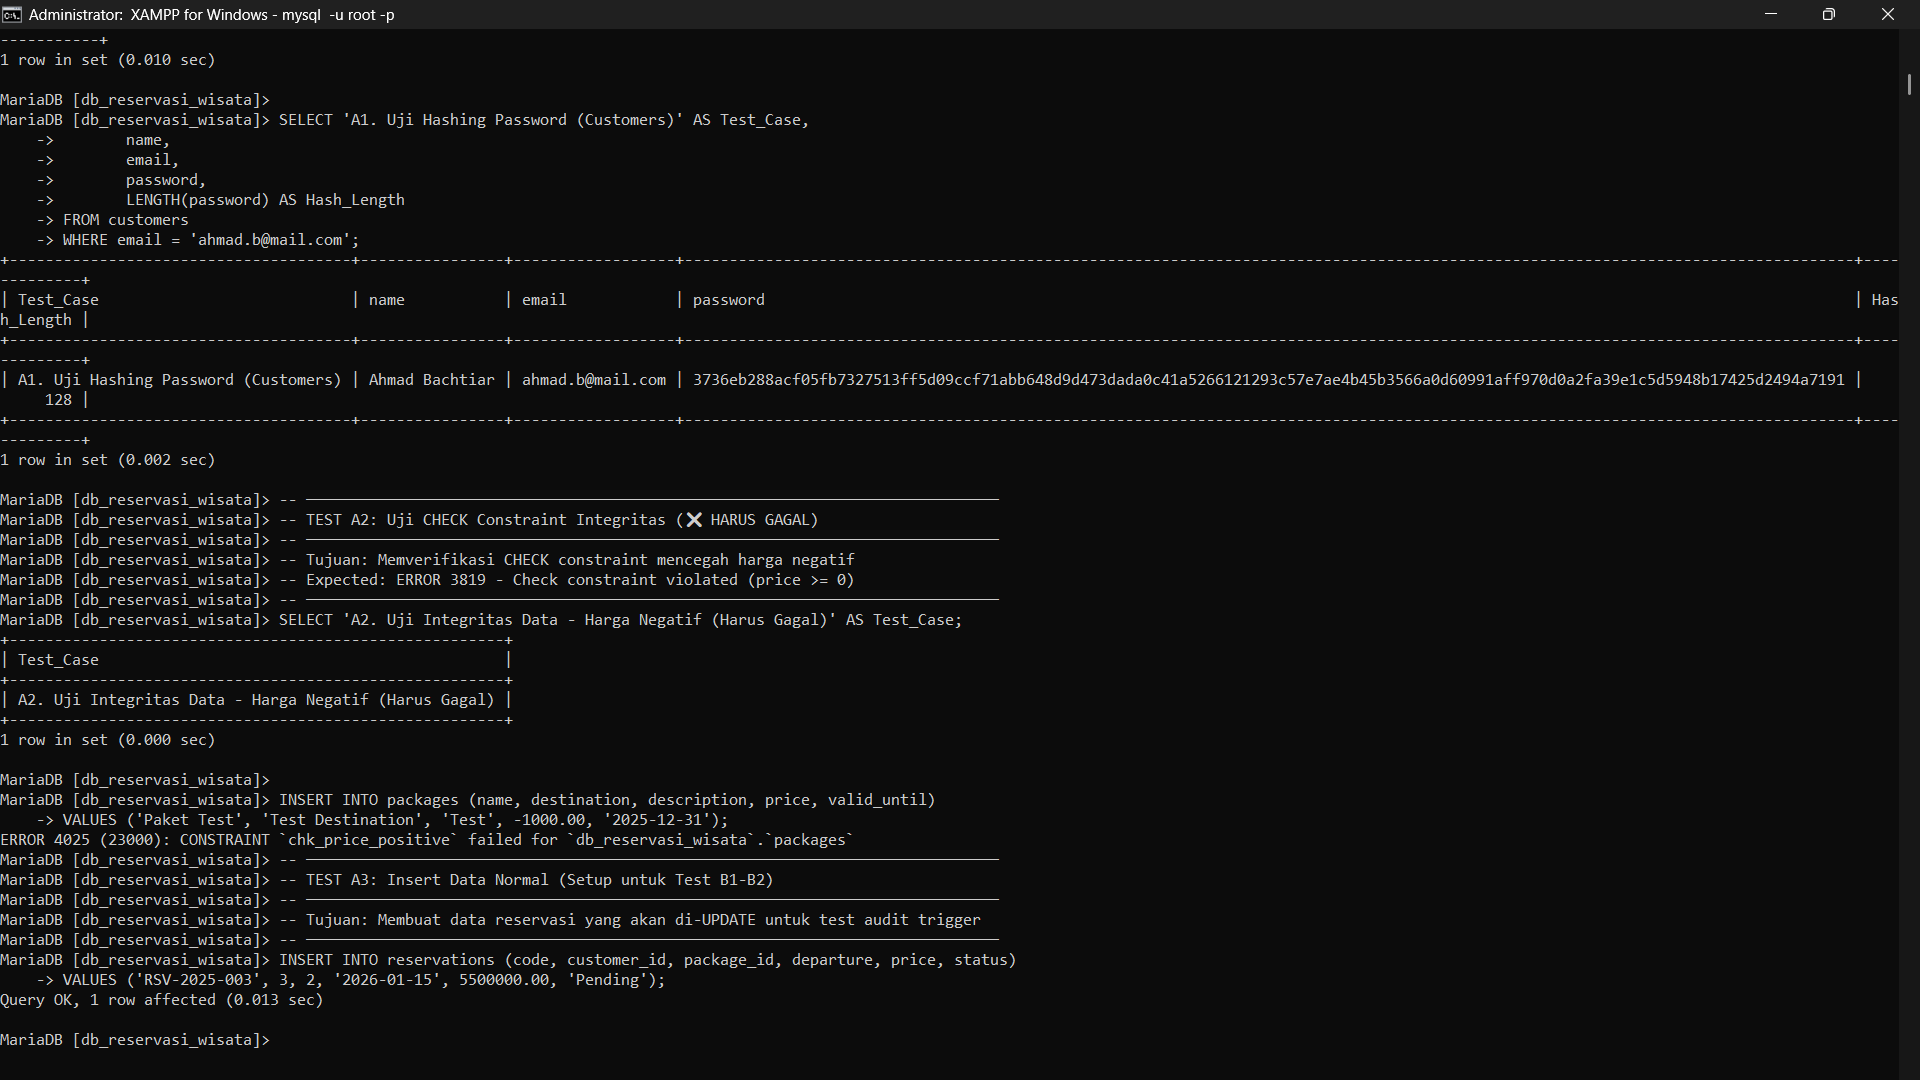 Administrator: XAMPP for Windows - mysql -u root -p
-----------+
1 row in set (0.010 sec)
MariaDB [db_reservasi_wisata]>
MariaDB [db_reservasi_wisata]> SELECT 'A1. Uji Hashing Password (Customers)' AS Test_Case,
    ->        name,
    ->        email,
    ->        password,
    ->        LENGTH(password) AS Hash_Length
    -> FROM customers
    -> WHERE email = 'ahmad.b@mail.com';
| Test_Case | name | email | password | Has
h_Length |
| A1. Uji Hashing Password (Customers) | Ahmad Bachtiar | ahmad.b@mail.com | 3736eb288acf05fb7327513ff5d09ccf71abb648d9d473dada0c41a5266121293c57e7ae4b45b3566a0d60991aff970d0a2fa39e1c5d5948b17425d2494a7191 |
     128 |
1 row in set (0.002 sec)
MariaDB [db_reservasi_wisata]> -- ─────────────────────────────────────────────────────────────────────────────
MariaDB [db_reservasi_wisata]> -- TEST A2: Uji CHECK Constraint Integritas (❌ HARUS GAGAL)
MariaDB [db_reservasi_wisata]> -- ─────────────────────────────────────────────────────────────────────────────
MariaDB [db_reservasi_wisata]> -- Tujuan: Memverifikasi CHECK constraint mencegah harga negatif
MariaDB [db_reservasi_wisata]> -- Expected: ERROR 3819 - Check constraint violated (price >= 0)
MariaDB [db_reservasi_wisata]> -- ─────────────────────────────────────────────────────────────────────────────
MariaDB [db_reservasi_wisata]> SELECT 'A2. Uji Integritas Data - Harga Negatif (Harus Gagal)' AS Test_Case;
| Test_Case |
| A2. Uji Integritas Data - Harga Negatif (Harus Gagal) |
1 row in set (0.000 sec)
MariaDB [db_reservasi_wisata]>
MariaDB [db_reservasi_wisata]> INSERT INTO packages (name, destination, description, price, valid_until)
    -> VALUES ('Paket Test', 'Test Destination', 'Test', -1000.00, '2025-12-31');
ERROR 4025 (23000): CONSTRAINT `chk_price_positive` failed for `db_reservasi_wisata`.`packages`
MariaDB [db_reservasi_wisata]> -- ─────────────────────────────────────────────────────────────────────────────
MariaDB [db_reservasi_wisata]> -- TEST A3: Insert Data Normal (Setup untuk Test B1-B2)
MariaDB [db_reservasi_wisata]> -- ─────────────────────────────────────────────────────────────────────────────
MariaDB [db_reservasi_wisata]> -- Tujuan: Membuat data reservasi yang akan di-UPDATE untuk test audit trigger
MariaDB [db_reservasi_wisata]> -- ─────────────────────────────────────────────────────────────────────────────
MariaDB [db_reservasi_wisata]> INSERT INTO reservations (code, customer_id, package_id, departure, price, status)
    -> VALUES ('RSV-2025-003', 3, 2, '2026-01-15', 5500000.00, 'Pending');
Query OK, 1 row affected (0.013 sec)
MariaDB [db_reservasi_wisata]>